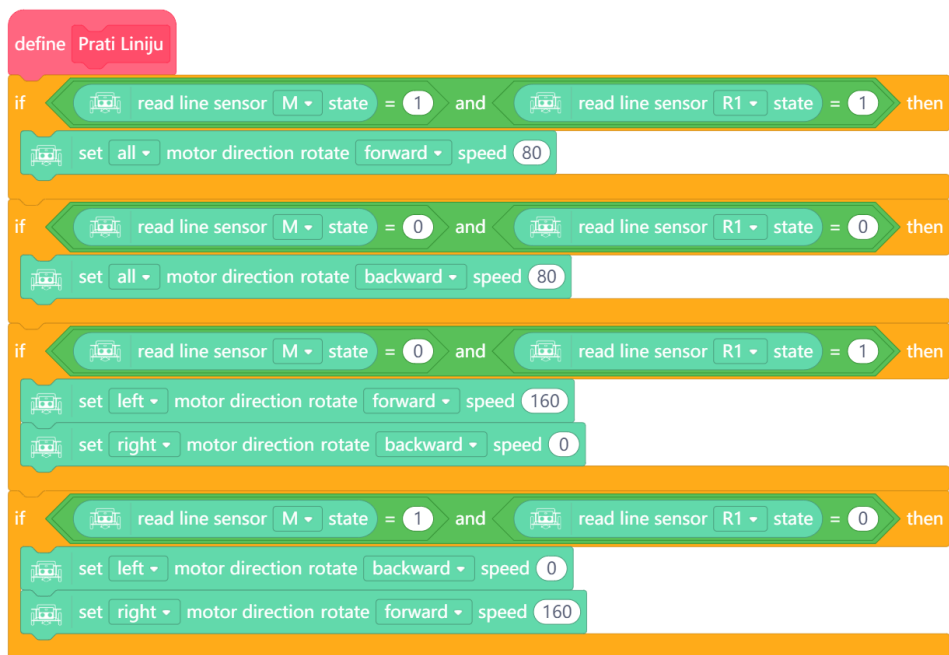 define Prati Liniju
if read line sensor M state = 1 and read line sensor R1 state = 1 then
set all motor direction rotate forward speed 80
if read line sensor M state = 0 and read line sensor R1 state = 0 then
set all motor direction rotate backward speed 80
if read line sensor M state = 0 and read line sensor R1 state = 1 then
set left motor direction rotate forward speed 160
set right motor direction rotate backward speed 0
if read line sensor M state = 1 and read line sensor R1 state = 0 then
set left motor direction rotate backward speed 0
set right motor direction rotate forward speed 160